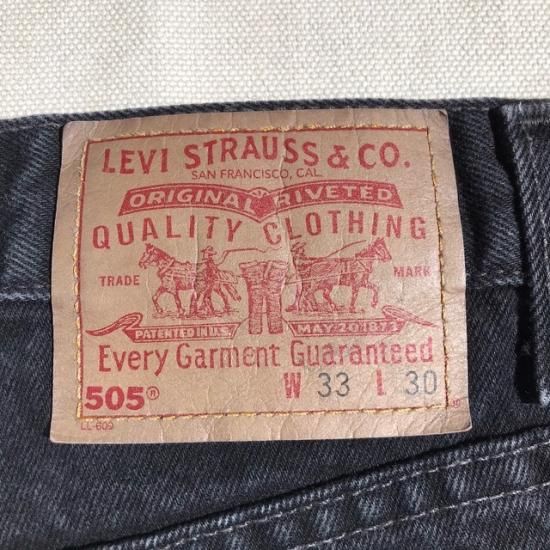 LEVI STRAUSS & CO.
SAN FRANCISCO, CAL.
ORIGINAL RIVETED
QUALITY CLOTHING
TRADE MARK
PATENTED IN U.S. MAY 20 1873
Every Garment Guaranteed
505® W 33 L 30